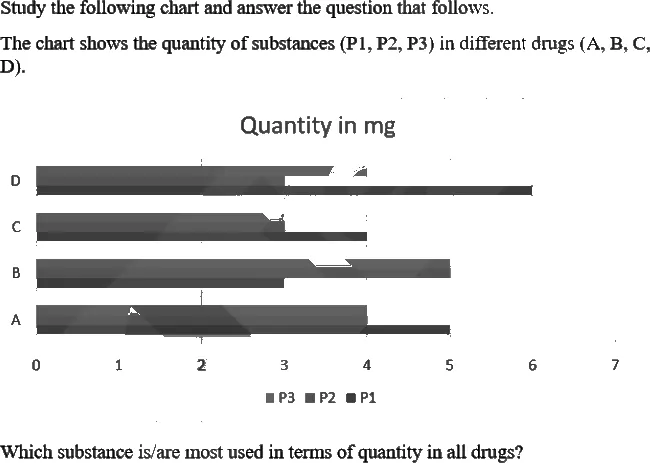 Study the following chart and answer the question that follows.
The chart shows the quantity of substances (P1, P2, P3) in different drugs (A, B, C,
D).
Quantity in mg
D
C
B
A
0 1 2 3 4 5 6 7
P3 P2 P1
Which substance is/are most used in terms of quantity in all drugs?